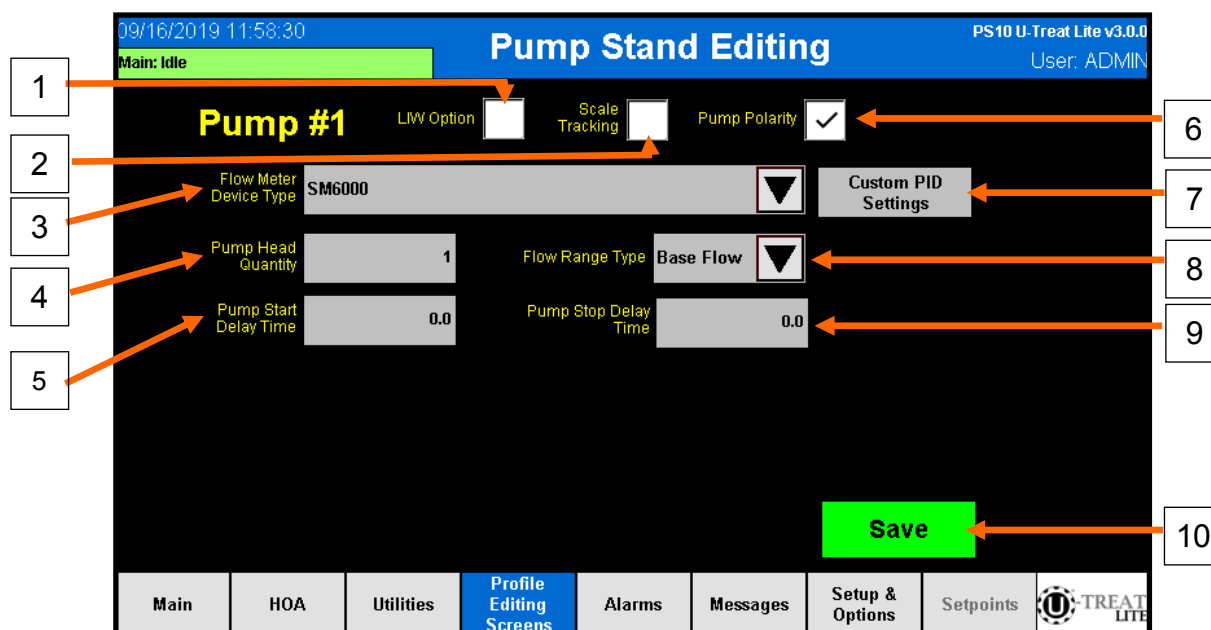 09/16/2019 11:58:30
Pump Stand Editing
PS10 U-Treat Lite v3.0.0
Main: Idle
User: ADMIN
1
Pump #1
LIW Option
Scale
Tracking
Pump Polarity
6
2
Flow Meter
Device Type
SM6000
Custom PID
Settings
7
3
Pump Head
Quantity
1
Flow Range Type
Base Flow
8
4
Pump Start
Delay Time
0.0
Pump Stop Delay
Time
0.0
9
5
Save
10
Main
HOA
Utilities
Profile
Editing
Screens
Alarms
Messages
Setup &
Options
Setpoints
U-TREAT
LITE